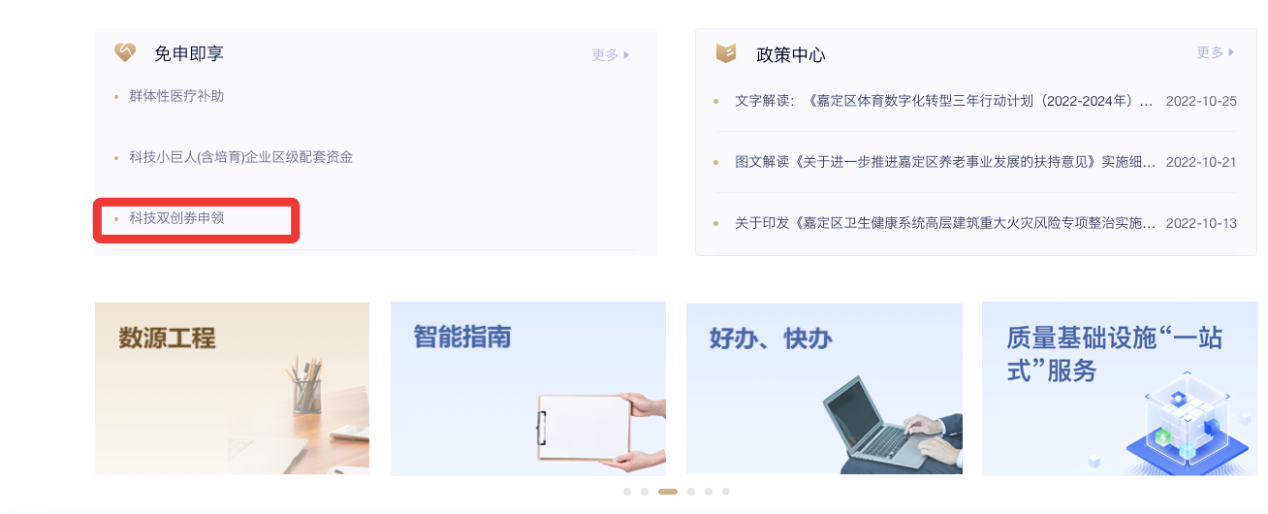 免申即享
更多
群体性医疗补助
科技小巨人(含培育)企业区级配套资金
科技双创券申领
政策中心
更多
文字解读：《嘉定区体育数字化转型三年行动计划（2022-2024年）... 2022-10-25
图文解读《关于进一步推进嘉定区养老事业发展的扶持意见》实施细... 2022-10-21
关于印发《嘉定区卫生健康系统高层建筑重大火灾风险专项整治实施... 2022-10-13
数源工程
智能指南
好办、快办
质量基础设施“一站
式”服务